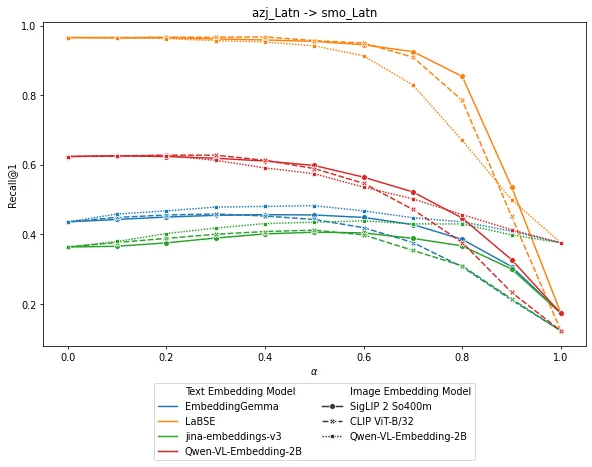 azj_Latn -> smo_Latn
Recall@1
1.0
0.8
0.6
0.4
0.2
0.0 0.2 0.4 0.6 0.8 1.0
α
Text Embedding Model Image Embedding Model
EmbeddingGemma SigLIP 2 So400m
LaBSE CLIP ViT-B/32
jina-embeddings-v3 Qwen-VL-Embedding-2B
Qwen-VL-Embedding-2B